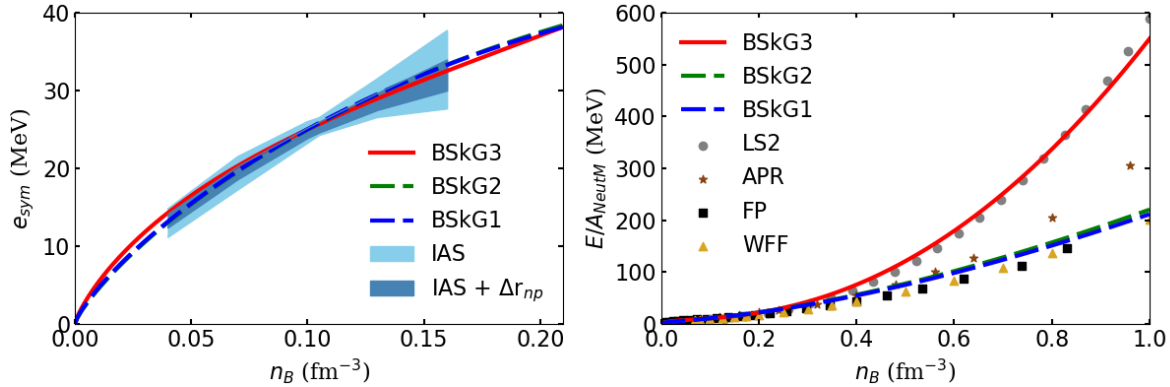 40
30
20
10
0
0.00
0.05
0.10
0.15
0.20
e_sym (MeV)
n_B (fm⁻³)
BSkG3
BSkG2
BSkG1
IAS
IAS + Δr_np
600
500
400
300
200
100
0
0.0
0.2
0.4
0.6
0.8
1.0
E/A_NeutM (MeV)
n_B (fm⁻³)
BSkG3
BSkG2
BSkG1
LS2
APR
FP
WFF